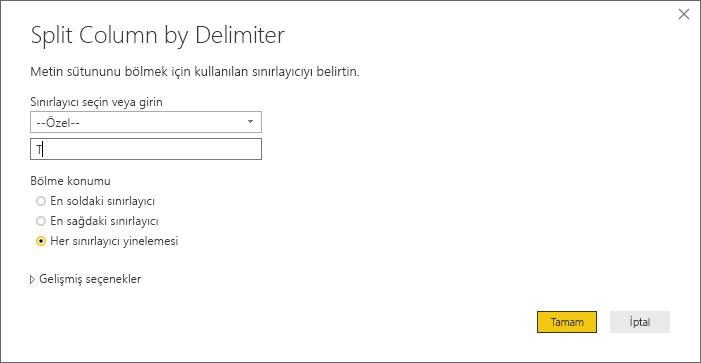 Split Column by Delimiter
Metin sütununu bölmek için kullanılan sınırlayıcıyı belirtin.
Sınırlayıcı seçin veya girin
--Özel--
T
Bölme konumu
En soldaki sınırlayıcı
En sağdaki sınırlayıcı
Her sınırlayıcı yinelemesi
Gelişmiş seçenekler
Tamam İptal